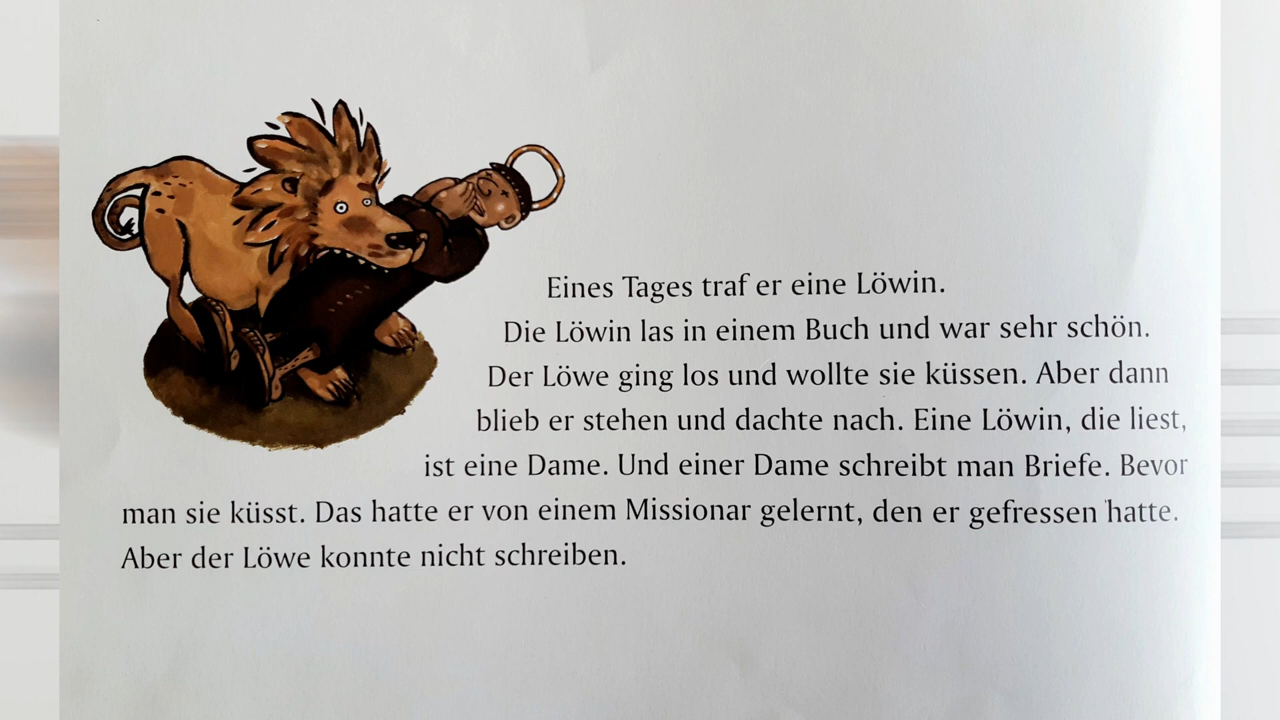 Eines Tages traf er eine Löwin.
Die Löwin las in einem Buch und war sehr schön.
Der Löwe ging los und wollte sie küssen. Aber dann
blieb er stehen und dachte nach. Eine Löwin, die liest,
ist eine Dame. Und einer Dame schreibt man Briefe. Bevor
man sie küsst. Das hatte er von einem Missionar gelernt, den er gefressen hatte.
Aber der Löwe konnte nicht schreiben.